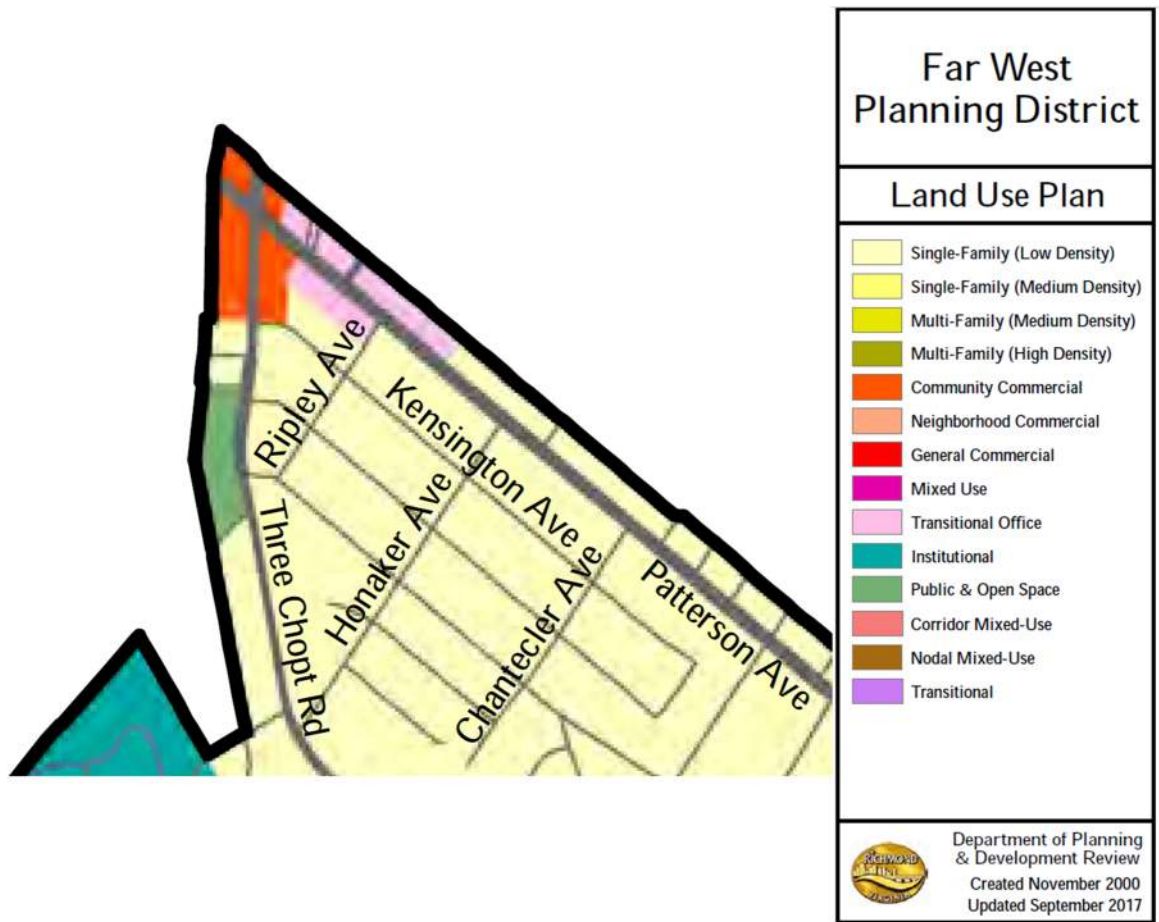 Far West
Planning District
Land Use Plan
Single-Family (Low Density)
Single-Family (Medium Density)
Multi-Family (Medium Density)
Multi-Family (High Density)
Community Commercial
Neighborhood Commercial
General Commercial
Mixed Use
Transitional Office
Institutional
Public & Open Space
Corridor Mixed-Use
Nodal Mixed-Use
Transitional
Ripley Ave
Kensington Ave
Honaker Ave
Three Chopt Rd
Chantecler Ave
Patterson Ave
RICHMOND
VIRGINIA
Department of Planning
& Development Review
Created November 2000
Updated September 2017